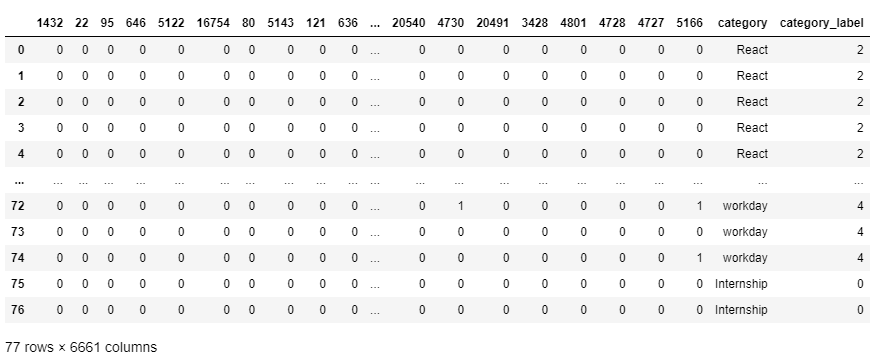 1432 22 95 646 5122 16754 80 5143 121 636 ... 20540 4730 20491 3428 4801 4728 4727 5166 category category_label
0 0 0 0 0 0 0 0 0 0 0 ... 0 0 0 0 0 0 0 0 React 2
1 0 0 0 0 0 0 0 0 0 0 ... 0 0 0 0 0 0 0 0 React 2
2 0 0 0 0 0 0 0 0 0 0 ... 0 0 0 0 0 0 0 0 React 2
3 0 0 0 0 0 0 0 0 0 0 ... 0 0 0 0 0 0 0 0 React 2
4 0 0 0 0 0 0 0 0 0 0 ... 0 0 0 0 0 0 0 0 React 2
... ... ... ... ... ... ... ... ... ... ... ... ... ... ... ... ... ... ... ... ... ...
72 0 0 0 0 0 0 0 0 0 0 ... 0 1 0 0 0 0 0 1 workday 4
73 0 0 0 0 0 0 0 0 0 0 ... 0 0 0 0 0 0 0 0 workday 4
74 0 0 0 0 0 0 0 0 0 0 ... 0 0 0 0 0 0 0 1 workday 4
75 0 0 0 0 0 0 0 0 0 0 ... 0 0 0 0 0 0 0 0 Internship 0
76 0 0 0 0 0 0 0 0 0 0 ... 0 0 0 0 0 0 0 0 Internship 0
77 rows × 6661 columns